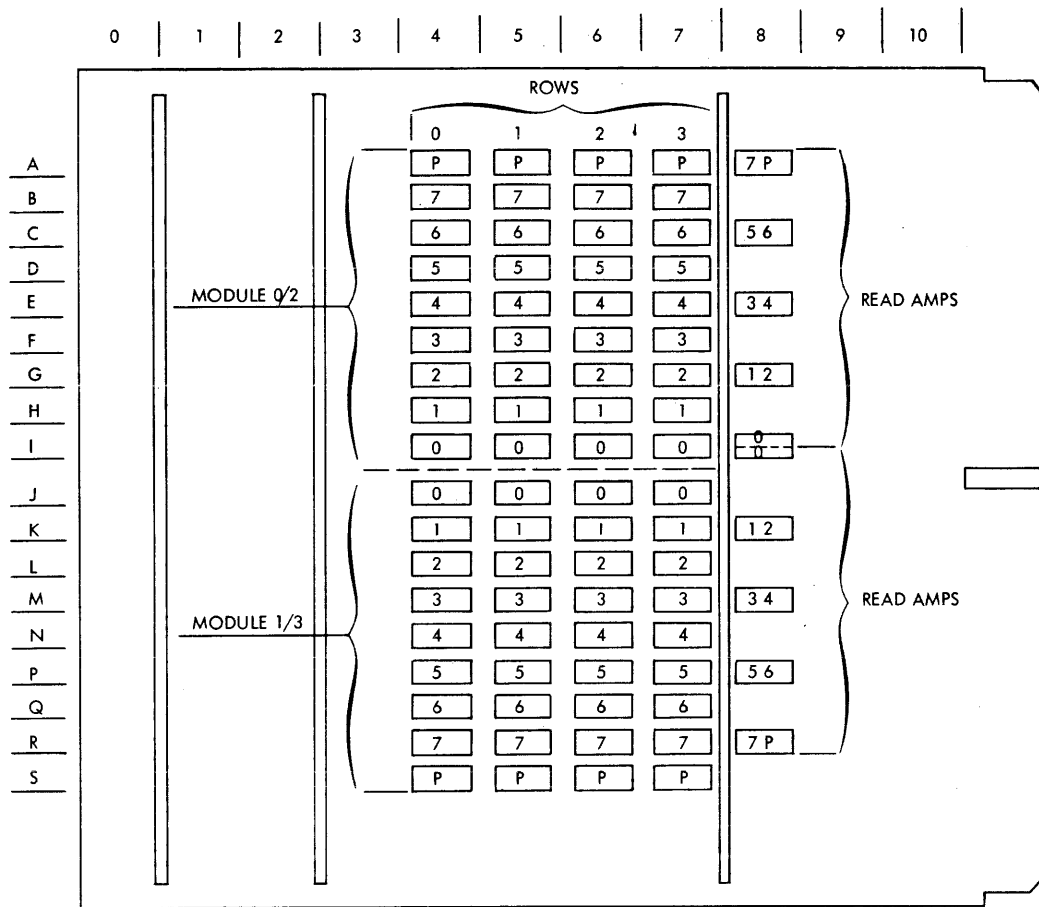 0 1 2 3 4 5 6 7 8 9 10
ROWS
0 1 2 3
A P P P P 7 P
B 7 7 7 7
C 6 6 6 6 5 6
D 5 5 5 5
MODULE 0/2
E 4 4 4 4 3 4
READ AMPS
F 3 3 3 3
G 2 2 2 2 1 2
H 1 1 1 1
I 0 0 0 0 0
0
J 0 0 0 0
K 1 1 1 1 1 2
L 2 2 2 2
M 3 3 3 3 3 4
READ AMPS
MODULE 1/3
N 4 4 4 4
P 5 5 5 5 5 6
Q 6 6 6 6
R 7 7 7 7 7 P
S P P P P